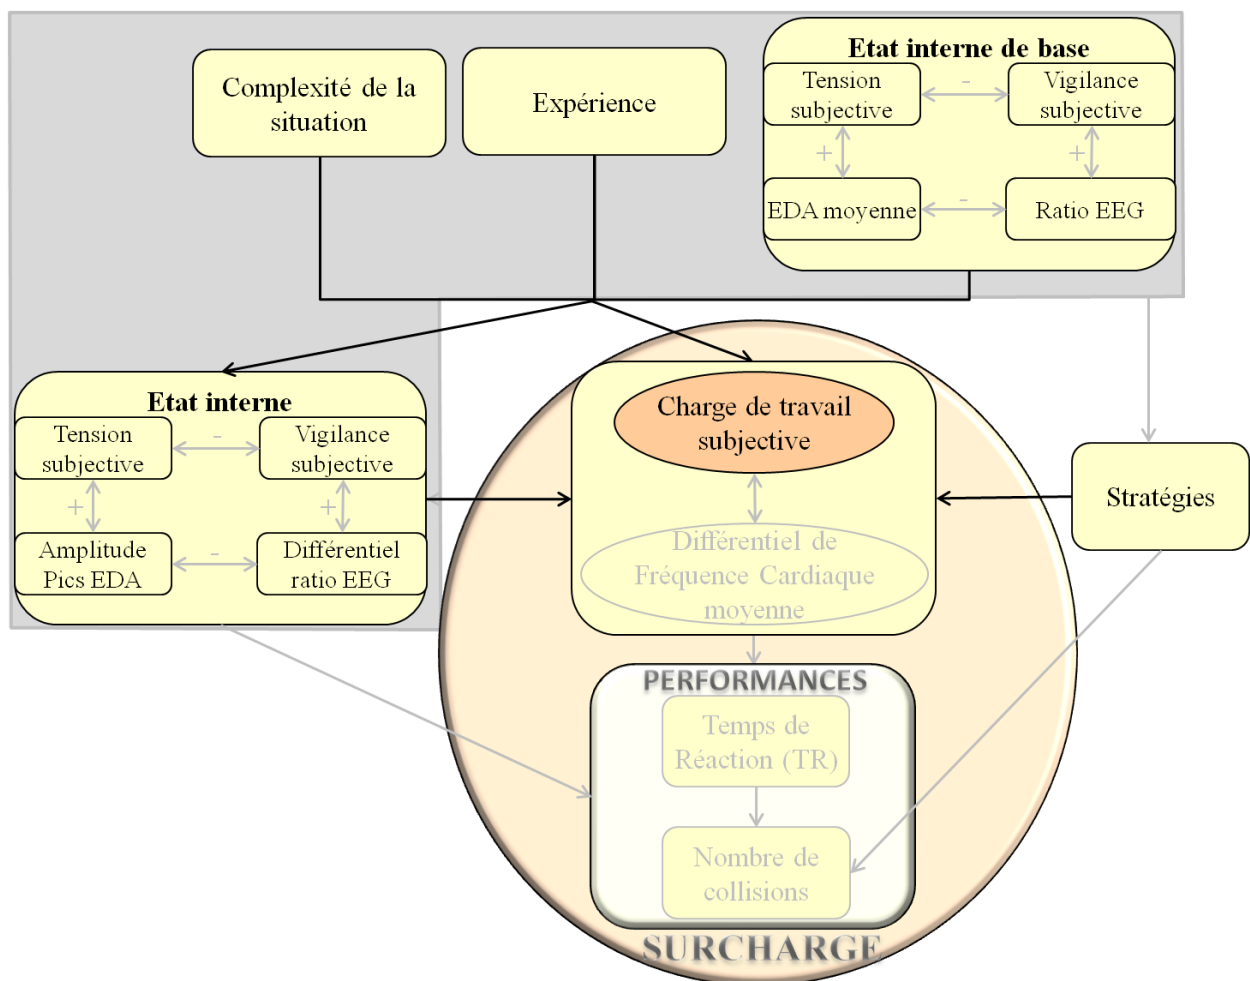 Complexité de la
situation
Expérience
Etat interne de base
Tension
subjective
-
Vigilance
subjective
+
+
EDA moyenne
-
Ratio EEG
Etat interne
Tension
subjective
-
Vigilance
subjective
+
+
Amplitude
Pics EDA
-
Différentiel
ratio EEG
Charge de travail
subjective
Différentiel de
Fréquence Cardiaque
moyenne
Stratégies
PERFORMANCES
Temps de
Réaction (TR)
Nombre de
collisions
SURCHARGE